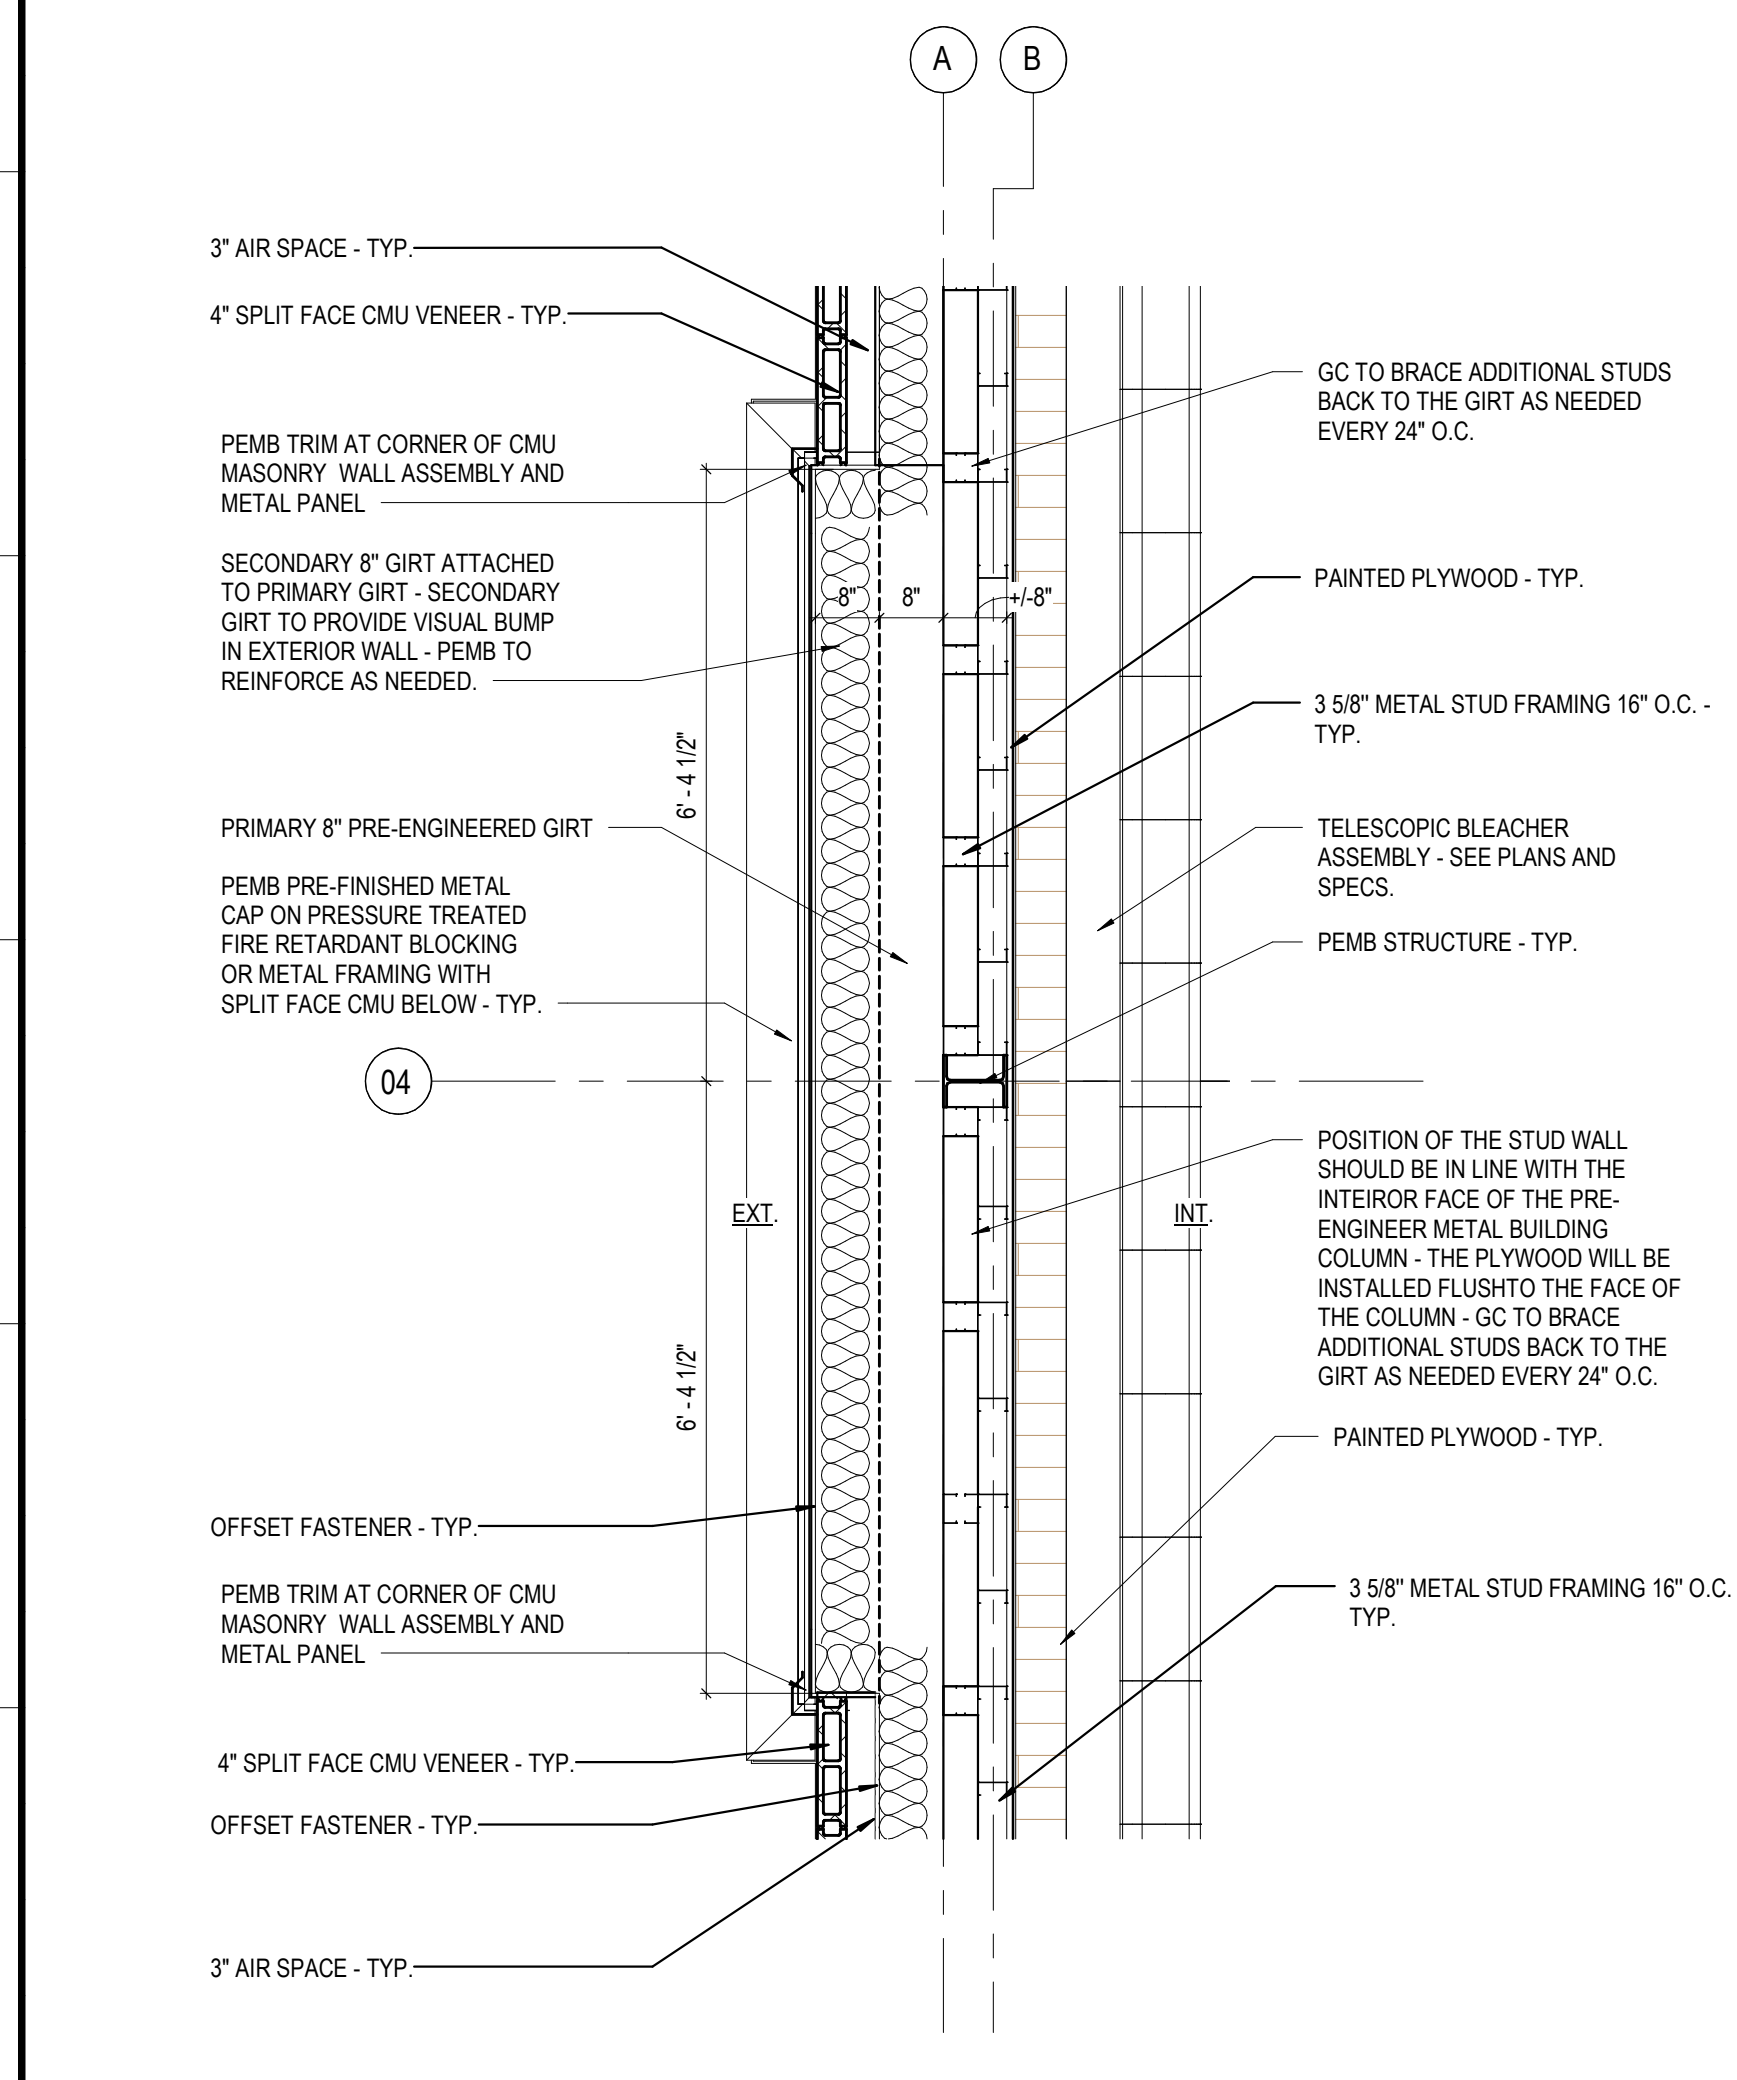 A
B
3" AIR SPACE - TYP.
4" SPLIT FACE CMU VENEER - TYP.
PEMB TRIM AT CORNER OF CMU
MASONRY WALL ASSEMBLY AND
METAL PANEL
SECONDARY 8" GIRT ATTACHED
TO PRIMARY GIRT - SECONDARY
GIRT TO PROVIDE VISUAL BUMP
IN EXTERIOR WALL - PEMB TO
REINFORCE AS NEEDED.
PRIMARY 8" PRE-ENGINEERED GIRT
PEMB PRE-FINISHED METAL
CAP ON PRESSURE TREATED
FIRE RETARDANT BLOCKING
OR METAL FRAMING WITH
SPLIT FACE CMU BELOW - TYP.
04
OFFSET FASTENER - TYP.
PEMB TRIM AT CORNER OF CMU
MASONRY WALL ASSEMBLY AND
METAL PANEL
4" SPLIT FACE CMU VENEER - TYP.
OFFSET FASTENER - TYP.
3" AIR SPACE - TYP.
6' - 4 1/2"
6' - 4 1/2"
8"
8"
+/-8"
EXT.
INT.
GC TO BRACE ADDITIONAL STUDS
BACK TO THE GIRT AS NEEDED
EVERY 24" O.C.
PAINTED PLYWOOD - TYP.
3 5/8" METAL STUD FRAMING 16" O.C. -
TYP.
TELESCOPIC BLEACHER
ASSEMBLY - SEE PLANS AND
SPECS.
PEMB STRUCTURE - TYP.
POSITION OF THE STUD WALL
SHOULD BE IN LINE WITH THE
INTEIROR FACE OF THE PRE-
ENGINEER METAL BUILDING
COLUMN - THE PLYWOOD WILL BE
INSTALLED FLUSHTO THE FACE OF
THE COLUMN - GC TO BRACE
ADDITIONAL STUDS BACK TO THE
GIRT AS NEEDED EVERY 24" O.C.
PAINTED PLYWOOD - TYP.
3 5/8" METAL STUD FRAMING 16" O.C.
TYP.